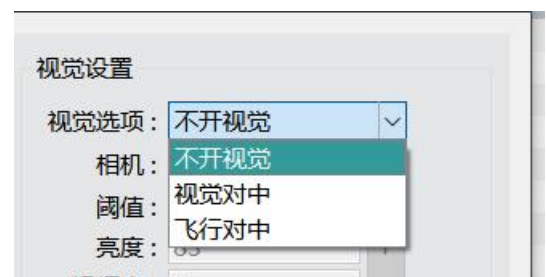 视觉设置
视觉选项： 不开视觉
相机： 不开视觉
阈值： 视觉对中
飞行对中
亮度：